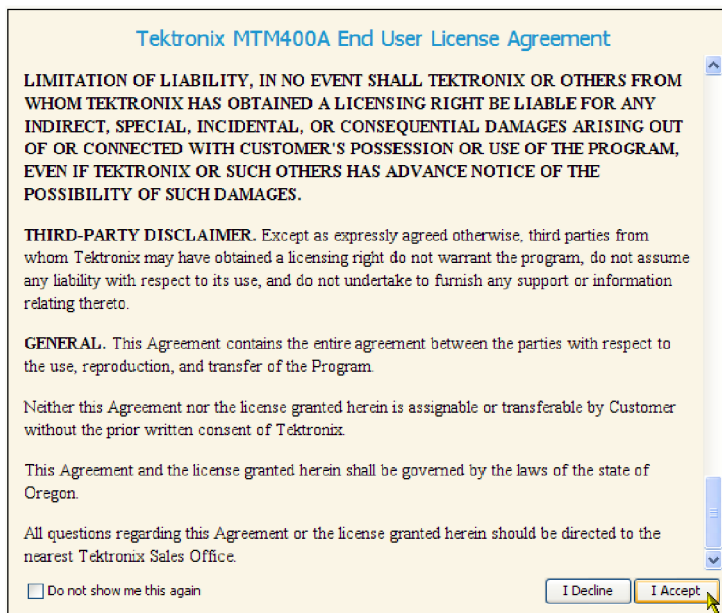 Tektronix MTM400A End User License Agreement
LIMITATION OF LIABILITY, IN NO EVENT SHALL TEKTRONIX OR OTHERS FROM
WHOM TEKTRONIX HAS OBTAINED A LICENSING RIGHT BE LIABLE FOR ANY
INDIRECT, SPECIAL, INCIDENTAL, OR CONSEQUENTIAL DAMAGES ARISING OUT
OF OR CONNECTED WITH CUSTOMER'S POSSESSION OR USE OF THE PROGRAM,
EVEN IF TEKTRONIX OR SUCH OTHERS HAS ADVANCE NOTICE OF THE
POSSIBILITY OF SUCH DAMAGES.
THIRD-PARTY DISCLAIMER. Except as expressly agreed otherwise, third parties from
whom Tektronix may have obtained a licensing right do not warrant the program, do not assume
any liability with respect to its use, and do not undertake to furnish any support or information
relating thereto.
GENERAL. This Agreement contains the entire agreement between the parties with respect to
the use, reproduction, and transfer of the Program.
Neither this Agreement nor the license granted herein is assignable or transferable by Customer
without the prior written consent of Tektronix.
This Agreement and the license granted herein shall be governed by the laws of the state of
Oregon.
All questions regarding this Agreement or the license granted herein should be directed to the
nearest Tektronix Sales Office.
Do not show me this again
I Decline
I Accept